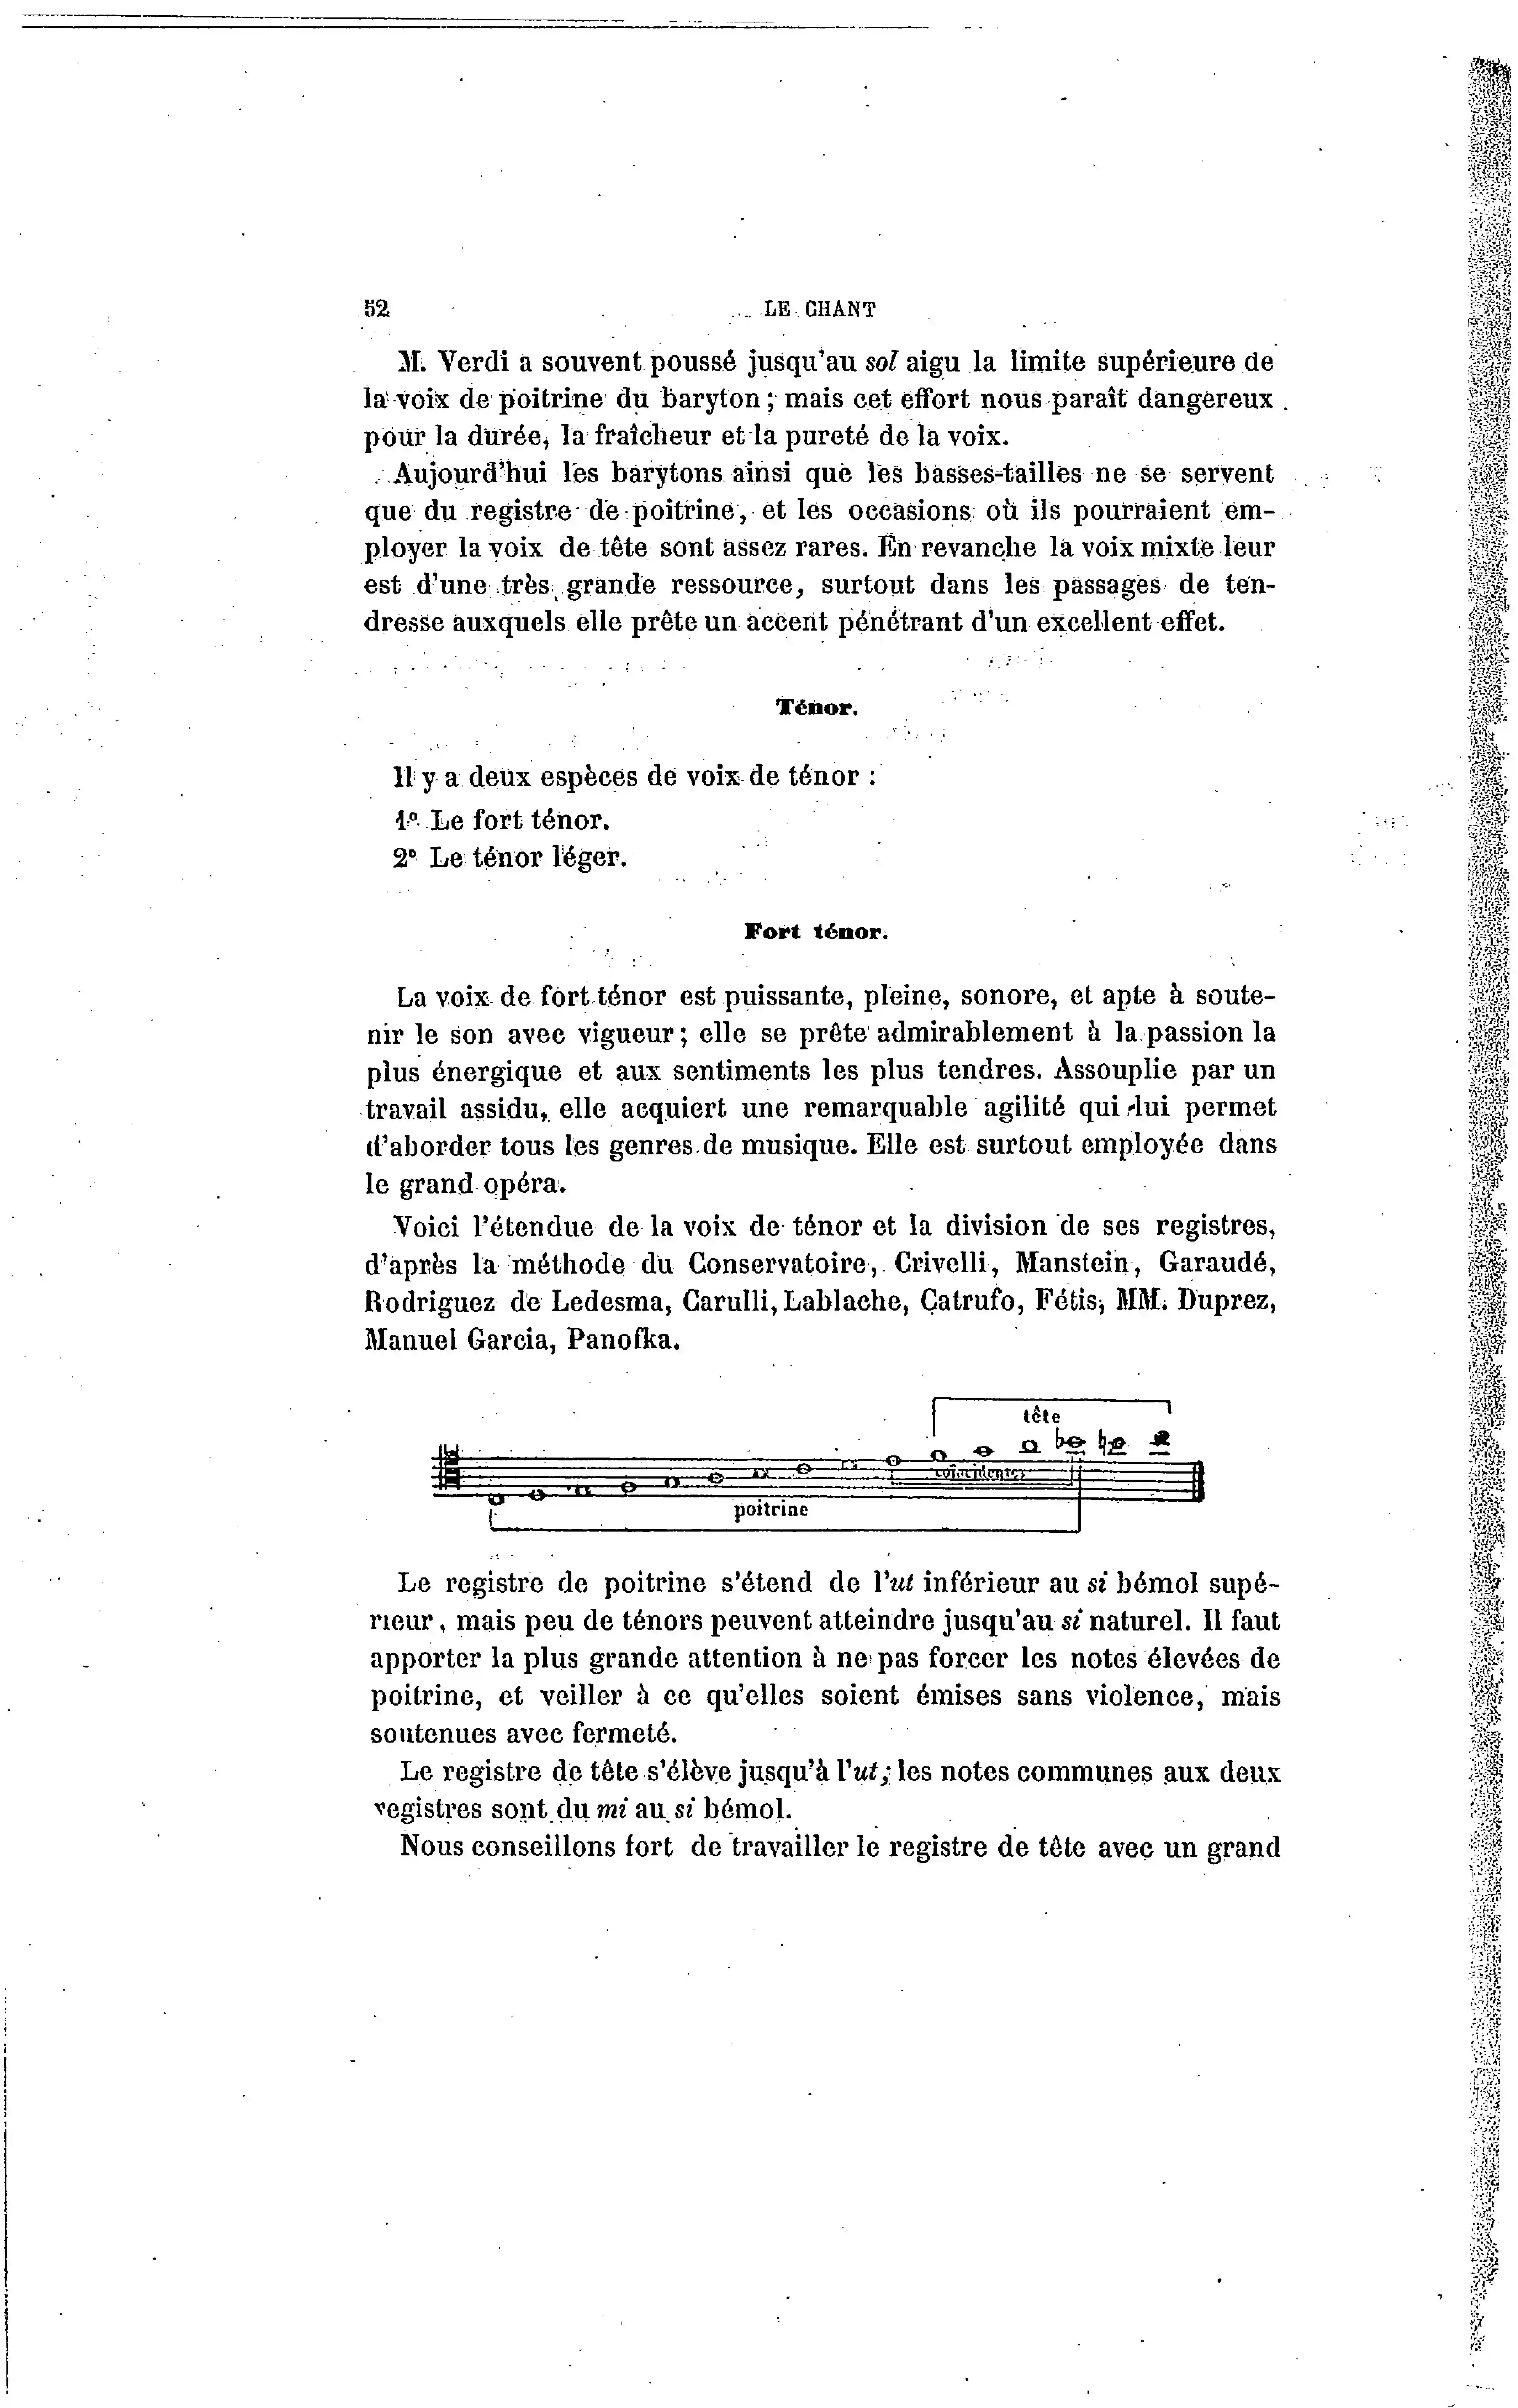 52
LE CHANT
M. Verdi a souvent poussé jusqu'au sol aigu la limite supérieure de
la voix de poitrine du baryton; mais cet effort nous paraît dangereux
pour la durée, la fraîcheur et la pureté de la voix.
Aujourd'hui les barytons ainsi que les basses-tailles ne se servent
que du registre de poitrine, et les occasions où ils pourraient em-
ployer la voix de tête sont assez rares. En revanche la voix mixte leur
est d'une très grande ressource, surtout dans les passages de ten-
dresse auxquels elle prête un accent pénétrant d'un excellent effet.
Ténor.
Il y a deux espèces de voix de ténor :
1º Le fort ténor.
2º Le ténor léger.
Fort ténor.
La voix de fort ténor est puissante, pleine, sonore, et apte à soute-
nir le son avec vigueur; elle se prête admirablement à la passion la
plus énergique et aux sentiments les plus tendres. Assouplie par un
travail assidu, elle acquiert une remarquable agilité qui lui permet
d'aborder tous les genres de musique. Elle est surtout employée dans
le grand opéra.
Voici l'étendue de la voix de ténor et la division de ses registres,
d'après la méthode du Conservatoire, Crivelli, Manstein, Garaudé,
Rodriguez de Ledesma, Carulli, Lablache, Catrufo, Fétis, MM. Duprez,
Manuel Garcia, Panofka.
tête
coincidentes
poitrine
Le registre de poitrine s'étend de l'ut inférieur au si bémol supé-
rieur, mais peu de ténors peuvent atteindre jusqu'au si naturel. Il faut
apporter la plus grande attention à ne pas forcer les notes élevées de
poitrine, et veiller à ce qu'elles soient émises sans violence, mais
soutenues avec fermeté.
Le registre de tête s'élève jusqu'à l'ut; les notes communes aux deux
registres sont du mi au si bémol.
Nous conseillons fort de travailler le registre de tête avec un grand